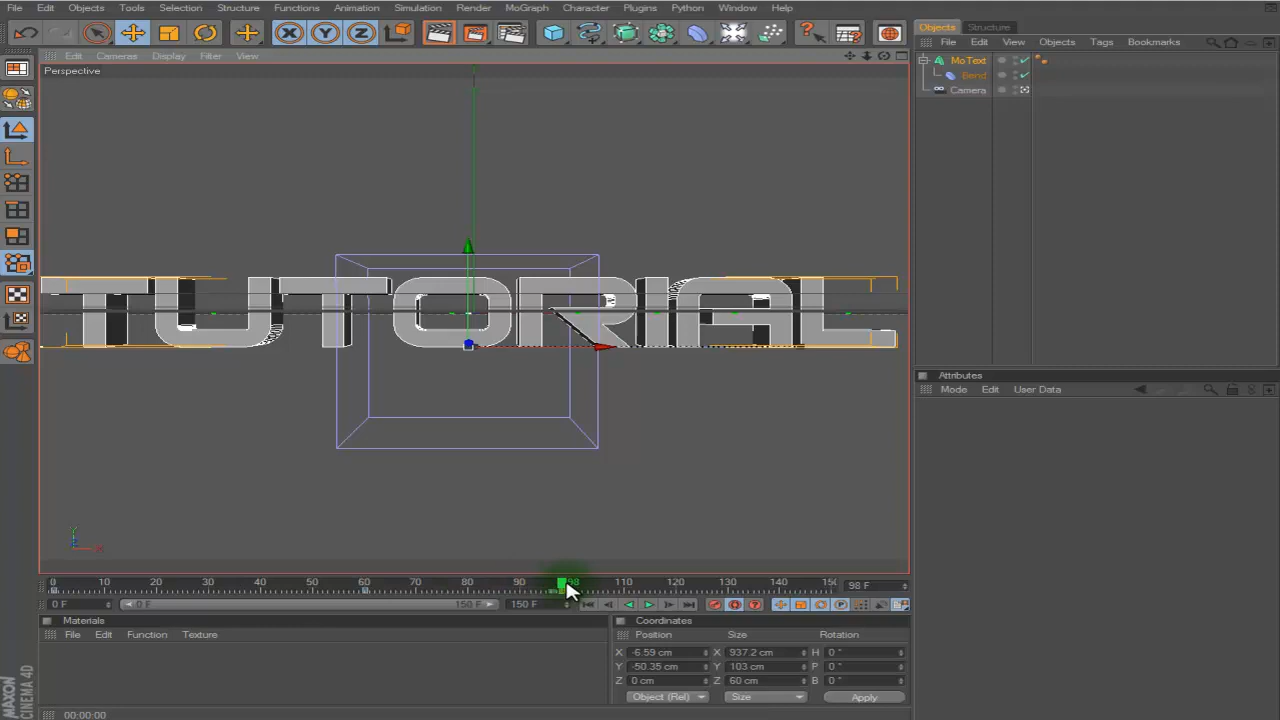 File Edit Objects Tools Selection Structure Functions Animation Simulation Render MoGraph Character Plugins Python Window Help
X Y Z
Objects Structure
File Edit View Objects Tags Bookmarks
Edit Cameras Display Filter View
Perspective
MoText
Bend
Camera
TUTORIAL
Attributes
Mode Edit User Data
Y
X
0 10 20 30 40 50 60 70 80 90 98 110 120 130 140 150
98 F
0 F 0 F 150 F 150 F
Materials
File Edit Function Texture
Coordinates
Position Size Rotation
X -6.59 cm X 937.2 cm H 0 °
Y -50.35 cm Y 103 cm P 0 °
Z 0 cm Z 60 cm B 0 °
Object (Rel) Size Apply
MAXON
CINEMA 4D
00:00:00